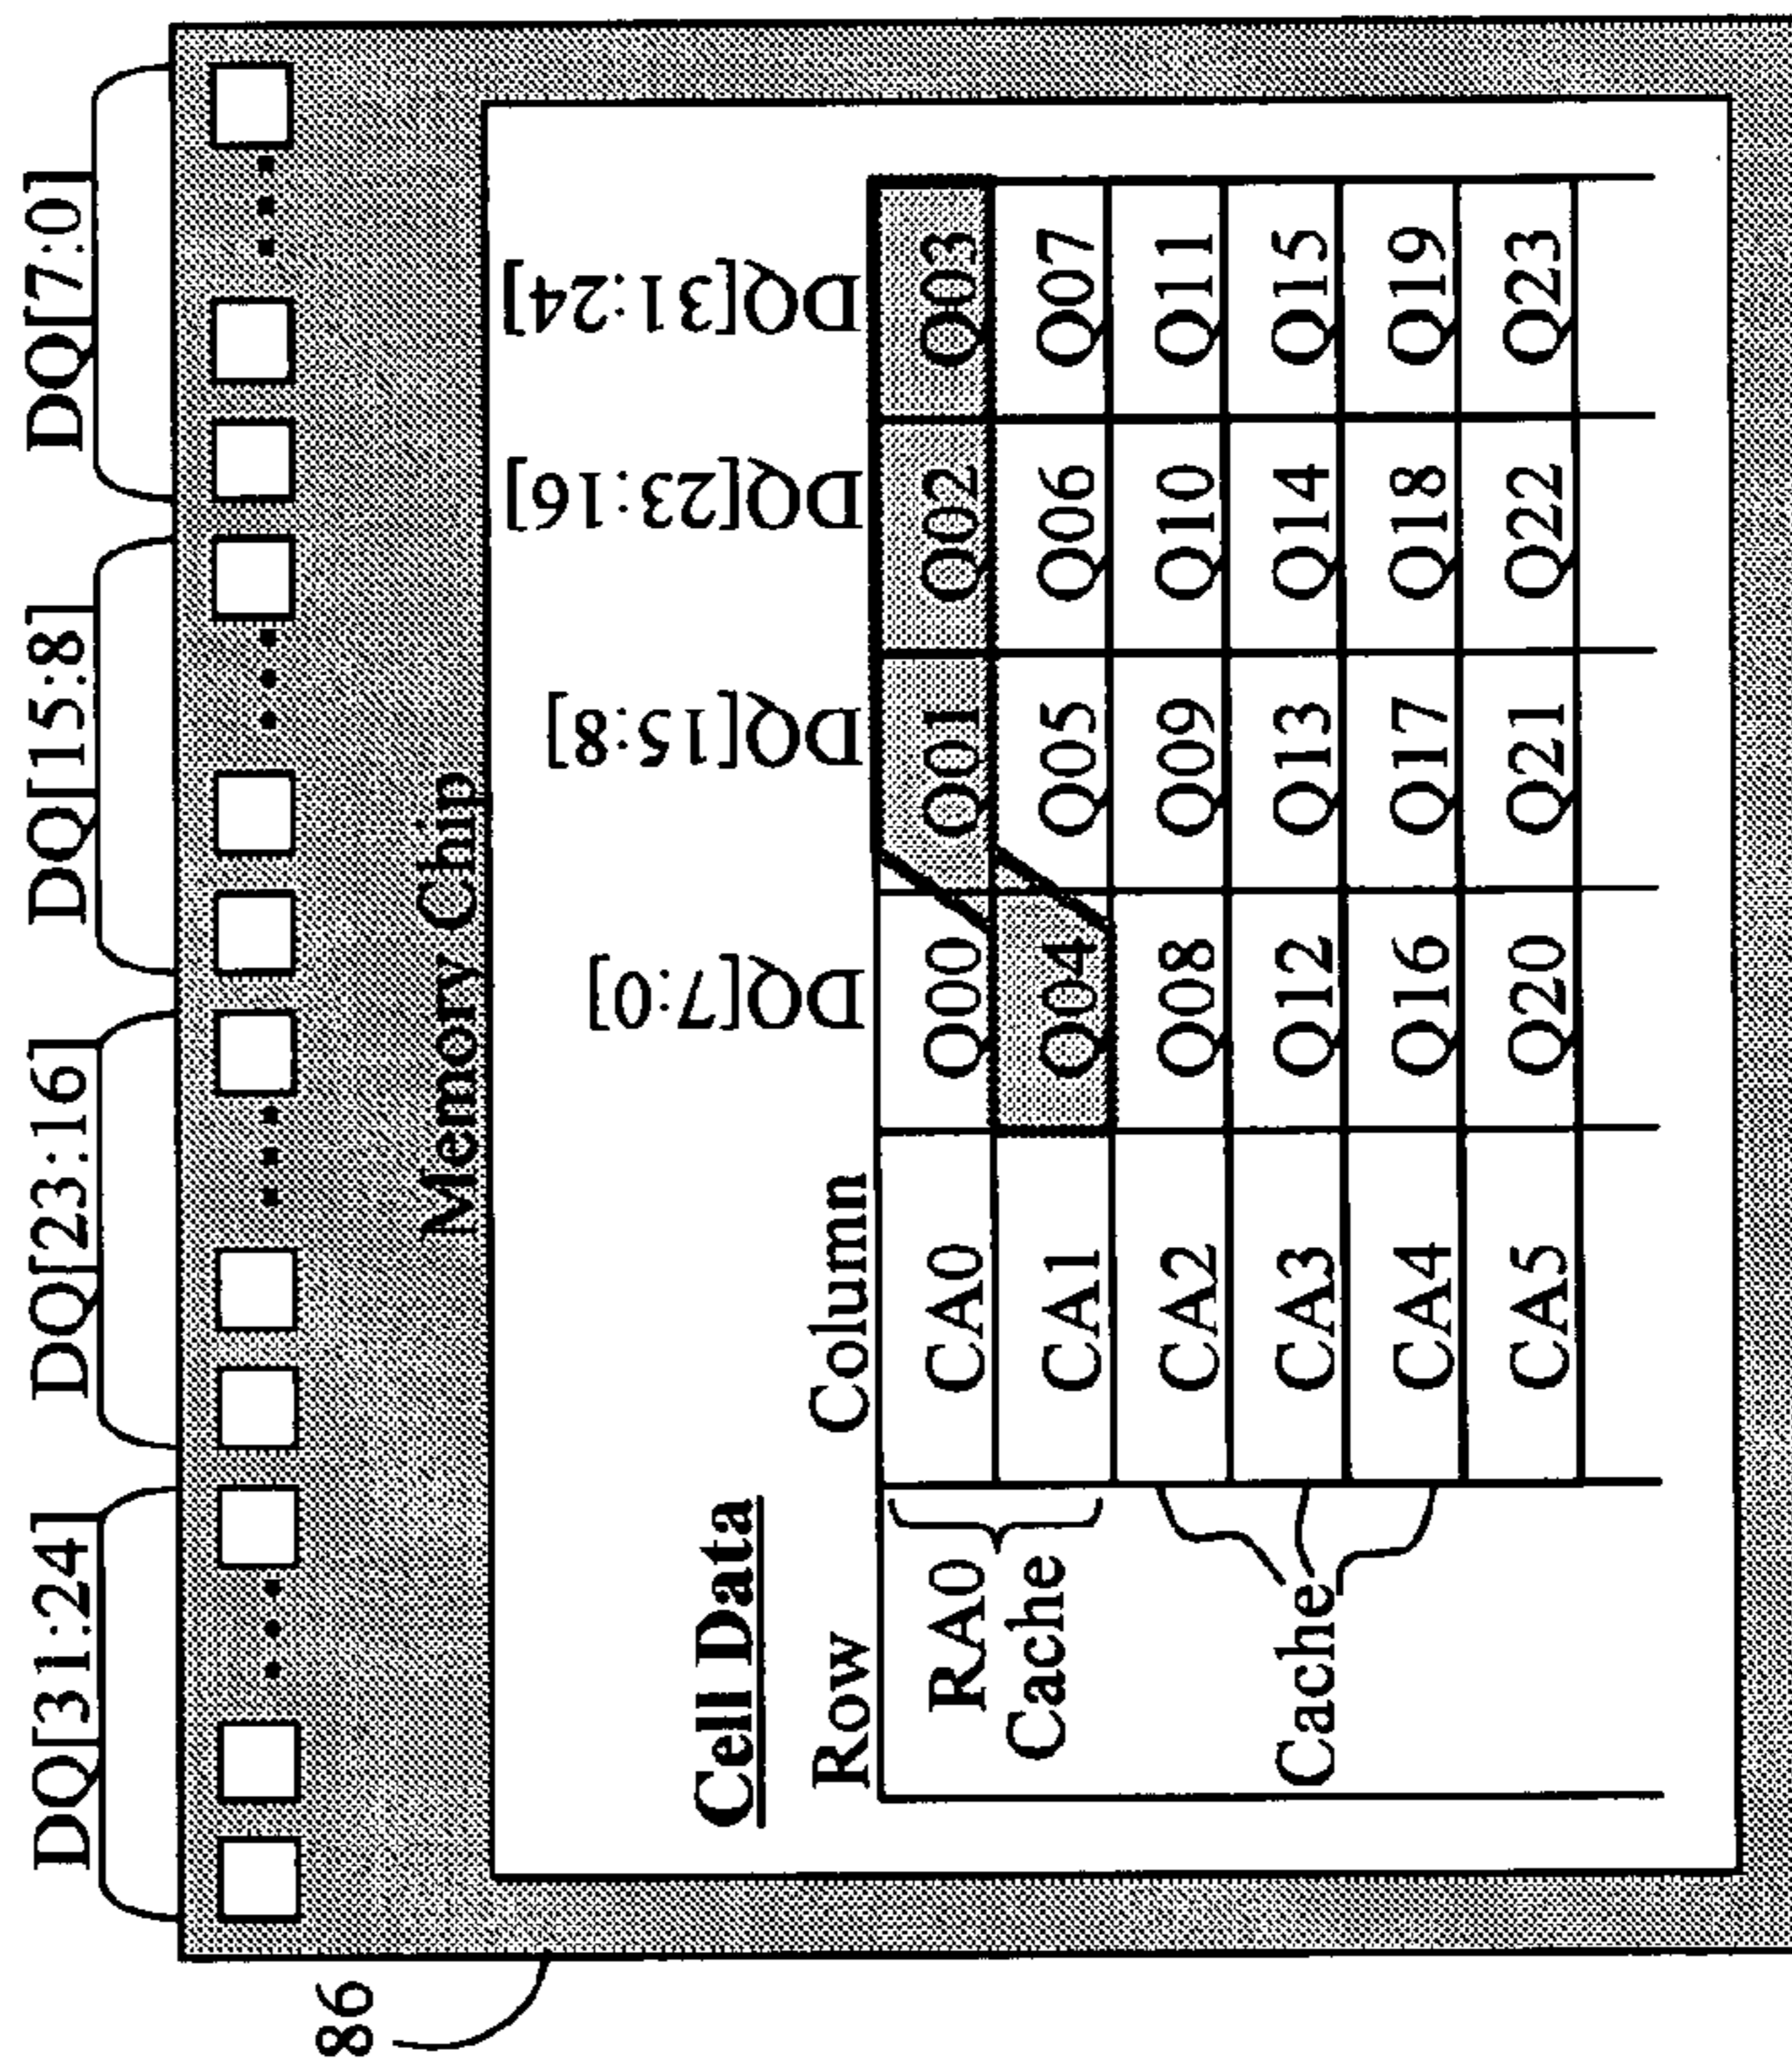 DQ[31:24] DQ[23:16] DQ[15:8] DQ[7:0]
86
Memory Chip
Cell Data
Row Column DQ[7:0] DQ[15:8] DQ[23:16] DQ[31:24]
RA0 CA0 Q00 Q01 Q02 Q03
Cache CA1 Q04 Q05 Q06 Q07
CA2 Q08 Q09 Q10 Q11
Cache CA3 Q12 Q13 Q14 Q15
CA4 Q16 Q17 Q18 Q19
CA5 Q20 Q21 Q22 Q23